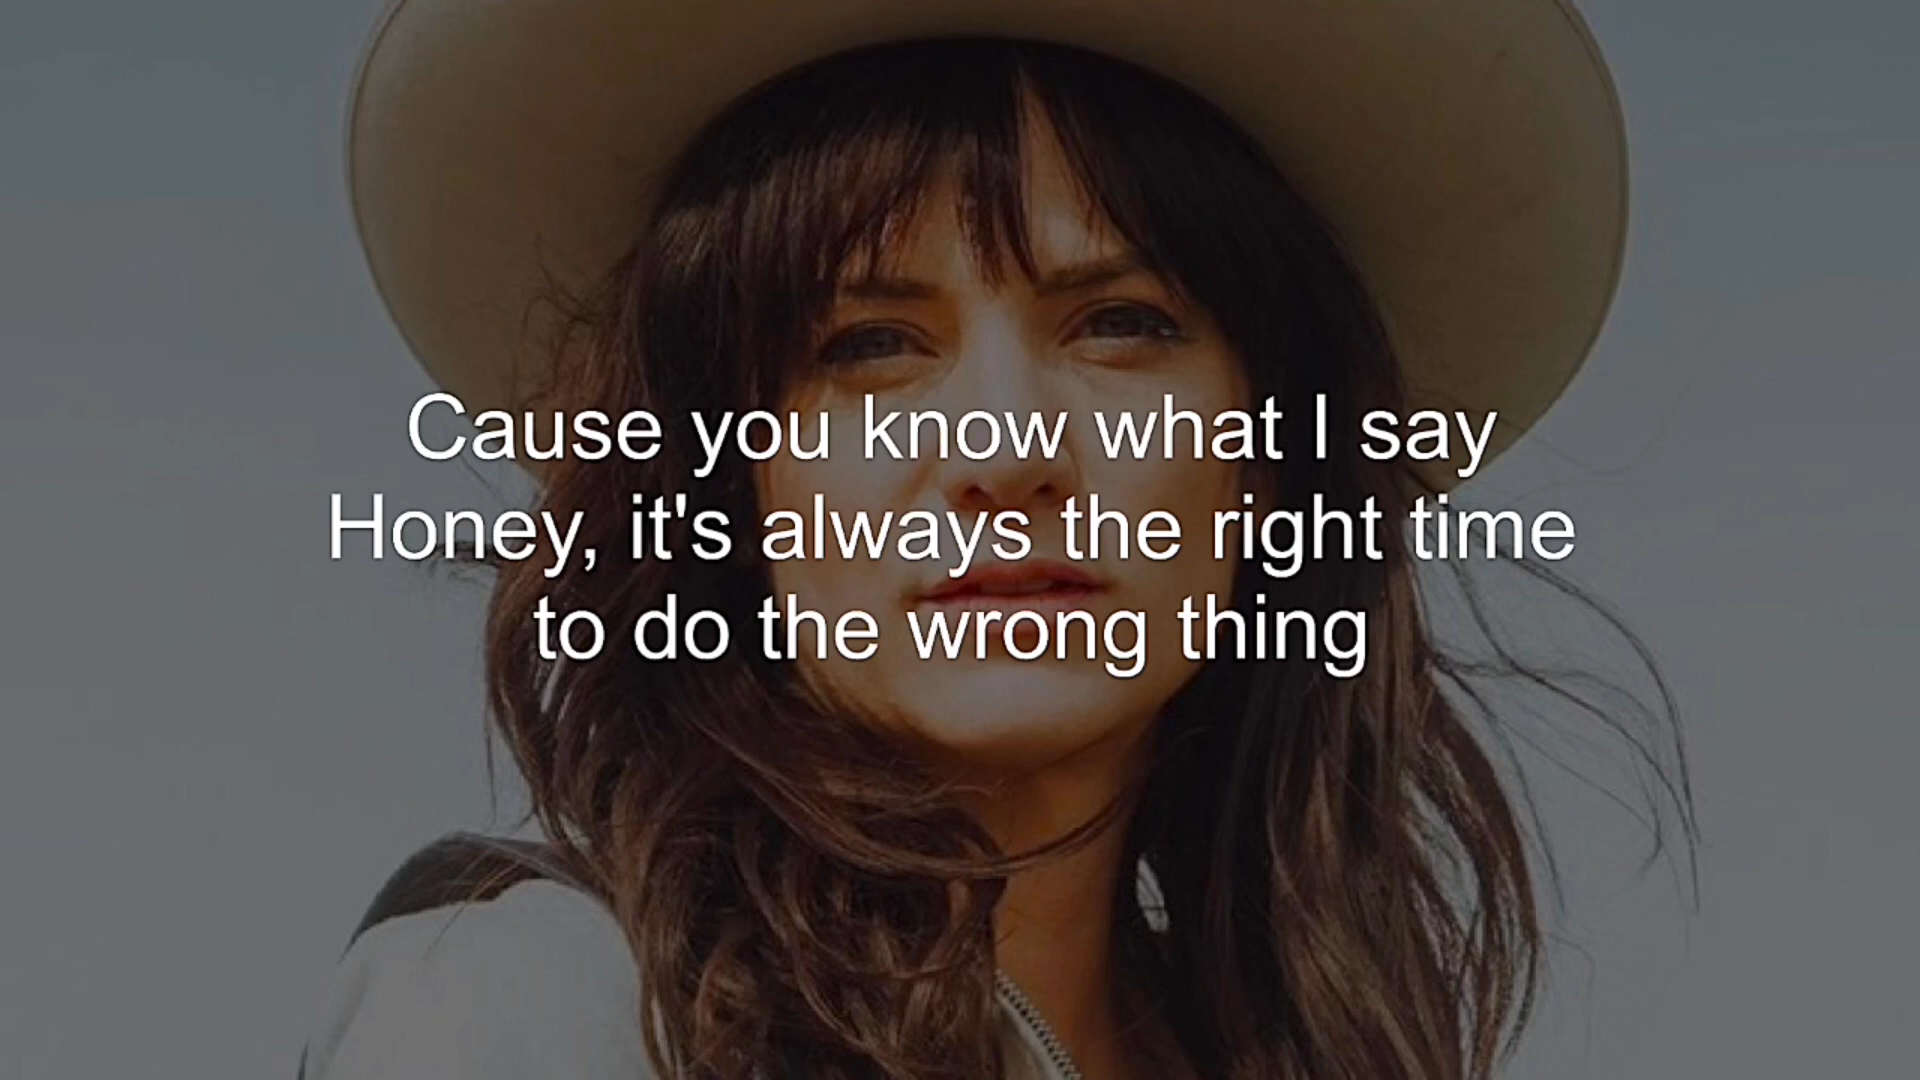 Cause you know what I say
Honey, it's always the right time
to do the wrong thing